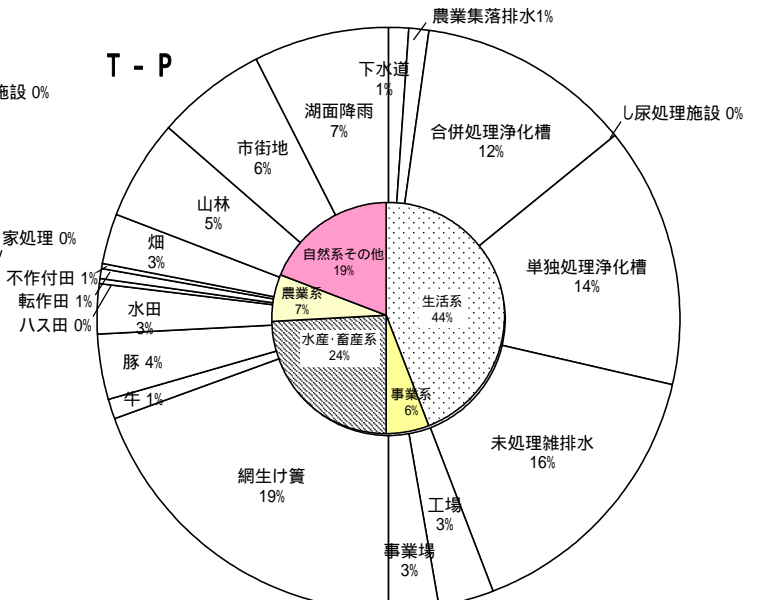 T - P
農業集落排水1%
下水道
1%
湖面降雨
7%
合併処理浄化槽
12%
し尿処理施設 0%
施設 0%
市街地
6%
山林
5%
単独処理浄化槽
14%
家処理 0%
畑
3%
自然系その他
19%
不作付田 1%
転作田 1%
ハス田 0%
農業系
7%
生活系
44%
水田
3%
水産・畜産系
24%
豚 4%
牛 1%
事業系
6%
未処理雑排水
16%
網生け簀
19%
工場
3%
事業場
3%